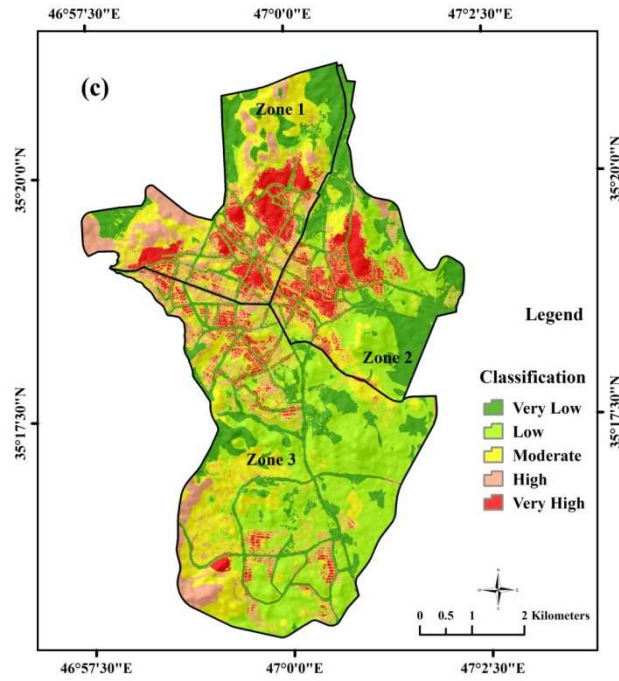 46°57'30"E 47°0'0"E 47°2'30"E
(c)
Zone 1
35°20'0"N
35°20'0"N
Legend
Zone 2
Classification
Very Low
Low
Moderate
High
Very High
35°17'30"N
35°17'30"N
Zone 3
0 0.5 1 2 Kilometers
46°57'30"E 47°0'0"E 47°2'30"E